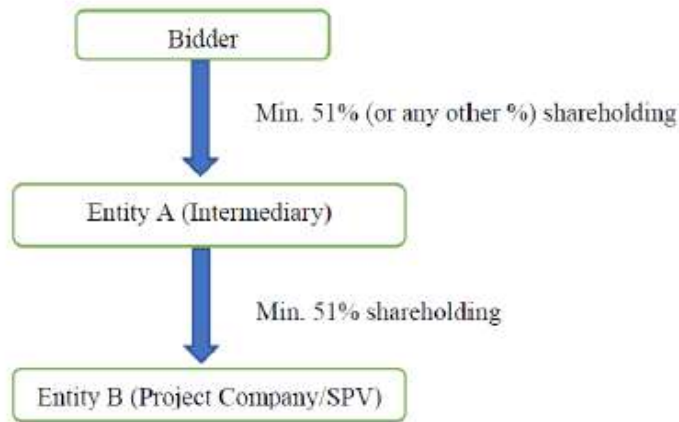 Bidder
Min. 51% (or any other %) shareholding
Entity A (Intermediary)
Min. 51% shareholding
Entity B (Project Company/SPV)